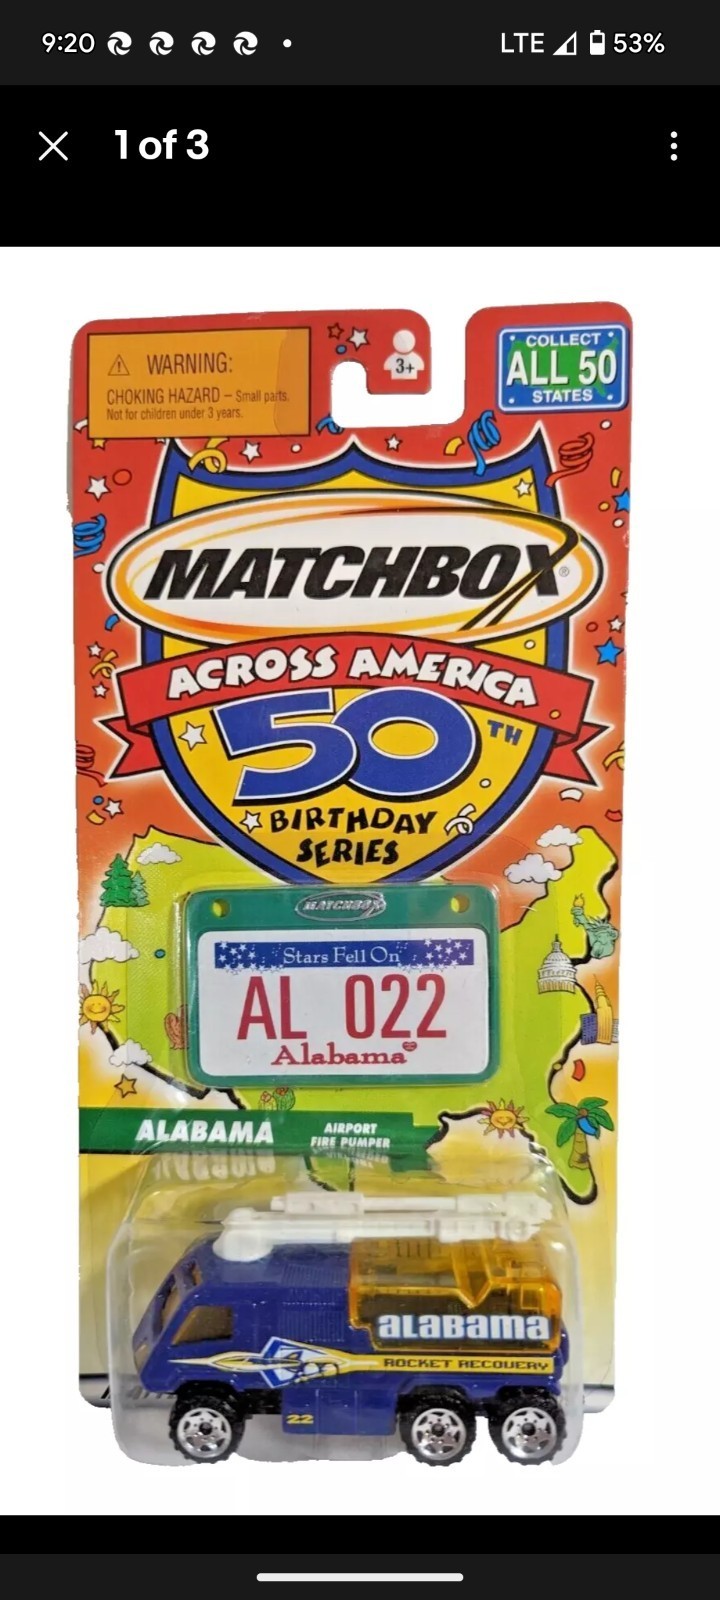 9:20
LTE 53%
1 of 3
WARNING:
CHOKING HAZARD – Small parts.
Not for children under 3 years.
3+
COLLECT
ALL 50
STATES
MATCHBOX®
ACROSS AMERICA
50TH
BIRTHDAY
SERIES
MATCHBOX
Stars Fell On
AL 022
Alabama
ALABAMA
AIRPORT
FIRE PUMPER
alabama
ROCKET RECOVERY
22